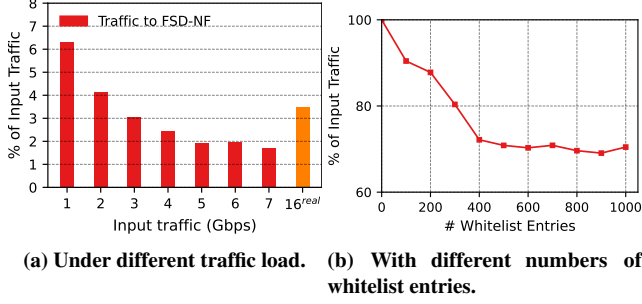 8
7
6
5
4
3
2
1
0
% of Input Traffic
Traffic to FSD-NF
1 2 3 4 5 6 7 16^real
Input traffic (Gbps)
(a) Under different traffic load.
100
80
60
% of Input Traffic
0 200 400 600 800 1000
# Whitelist Entries
(b) With different numbers of
whitelist entries.